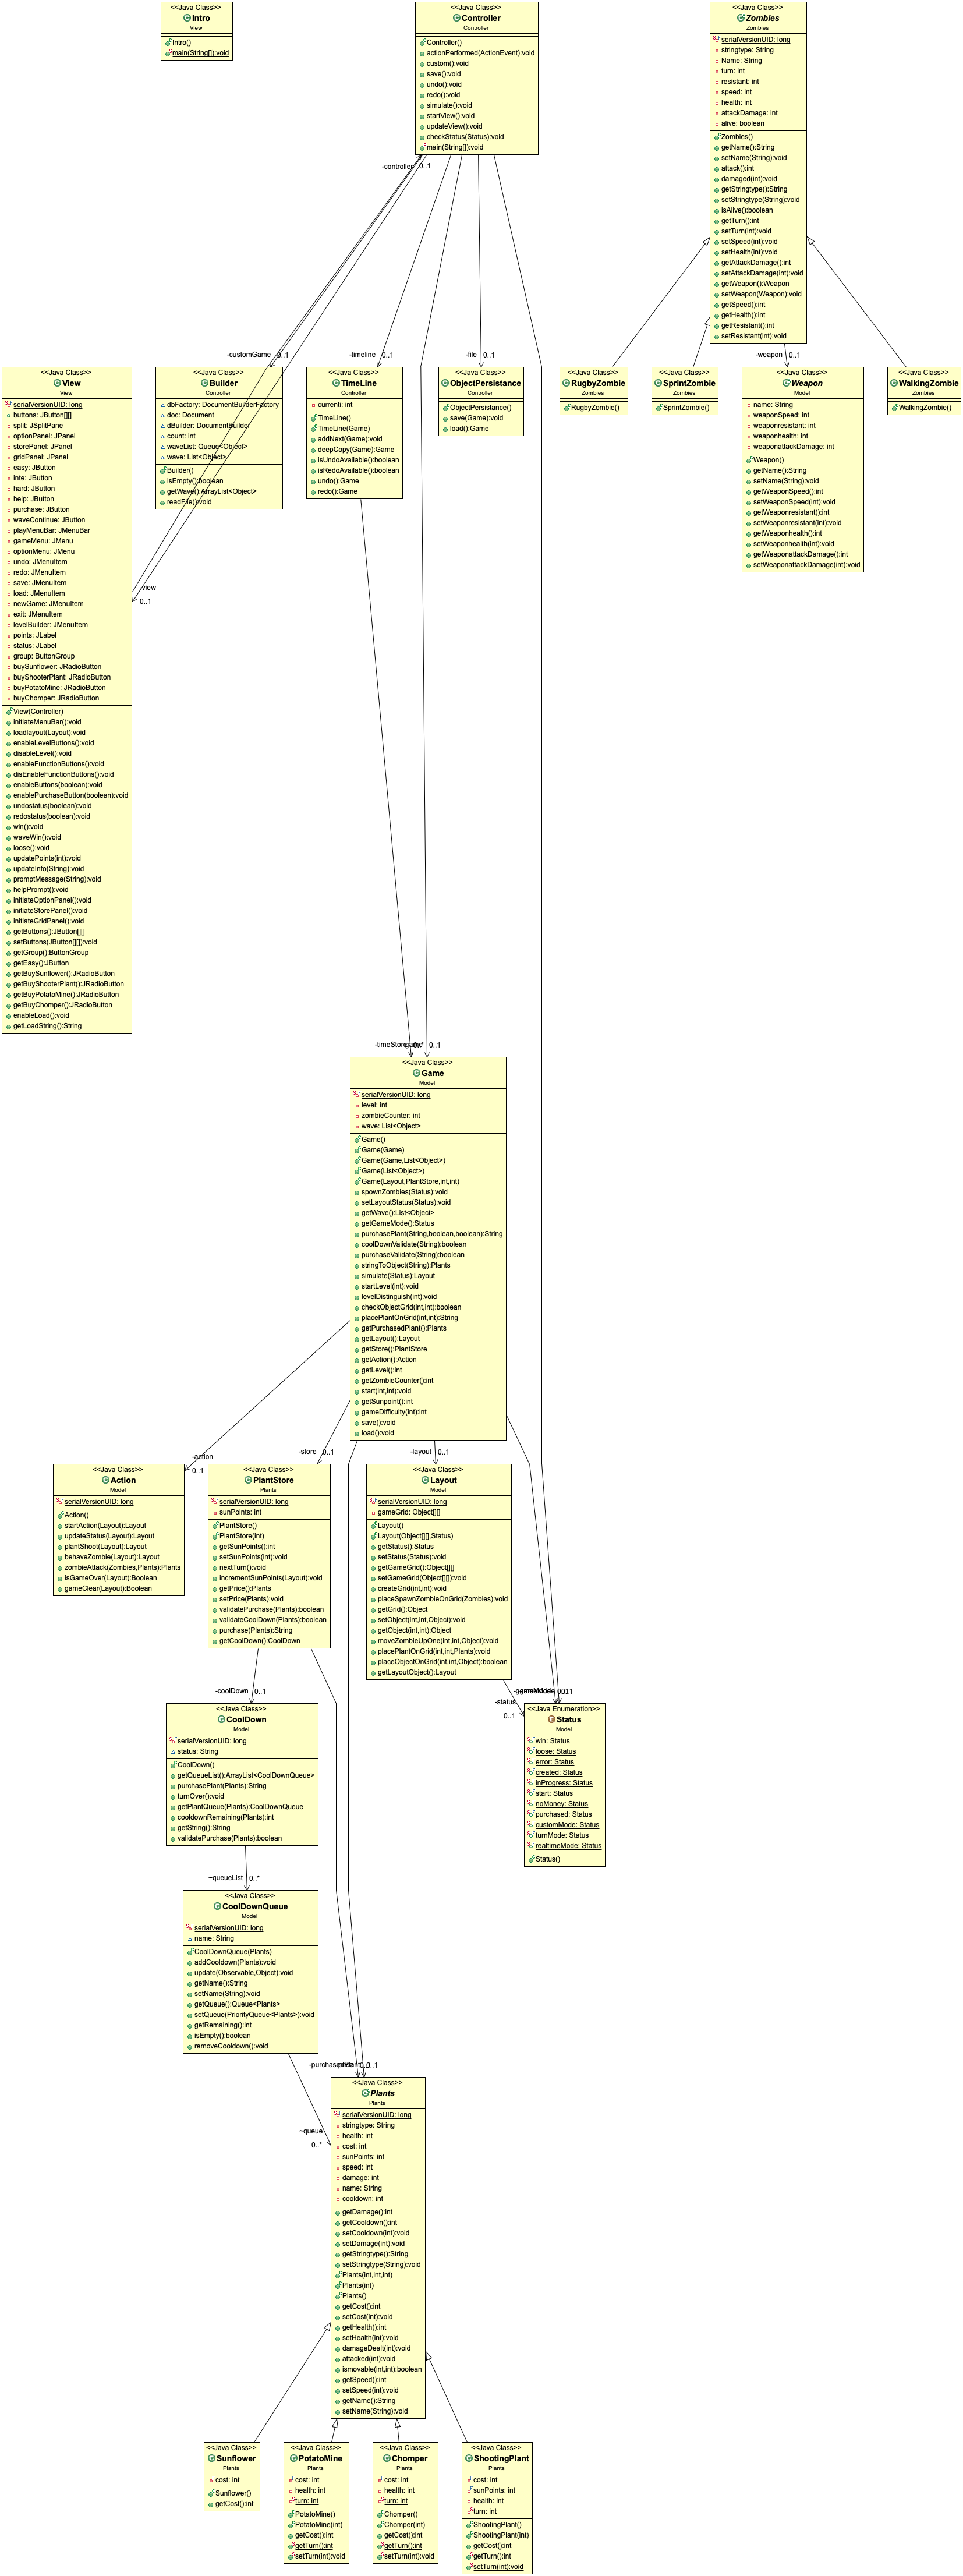 <<Java Class>>
Intro
View
Intro()
main(String[]):void
<<Java Class>>
Controller
Controller
Controller()
actionPerformed(ActionEvent):void
custom():void
save():void
undo():void
redo():void
simulate():void
startView():void
updateView():void
checkStatus(Status):void
main(String[]):void
<<Java Class>>
Zombies
Zombies
serialVersionUID: long
stringtype: String
Name: String
turn: int
resistant: int
speed: int
health: int
attackDamage: int
alive: boolean
Zombies()
getName():String
setName(String):void
attack():int
damaged(int):void
getStringtype():String
setStringtype(String):void
isAlive():boolean
getTurn():int
setTurn(int):void
setSpeed(int):void
setHealth(int):void
getAttackDamage():int
setAttackDamage(int):void
getWeapon():Weapon
setWeapon(Weapon):void
getSpeed():int
getHealth():int
getResistant():int
setResistant(int):void
-controller 0..1
-customGame 0..1
-timeline 0..1
-file 0..1
-weapon 0..1
<<Java Class>>
View
View
serialVersionUID: long
buttons: JButton[][]
split: JSplitPane
optionPanel: JPanel
storePanel: JPanel
gridPanel: JPanel
easy: JButton
inte: JButton
hard: JButton
help: JButton
purchase: JButton
waveContinue: JButton
playMenuBar: JMenuBar
gameMenu: JMenu
optionMenu: JMenu
undo: JMenuItem
redo: JMenuItem
save: JMenuItem
load: JMenuItem
newGame: JMenuItem
exit: JMenuItem
levelBuilder: JMenuItem
points: JLabel
status: JLabel
group: ButtonGroup
buySunflower: JRadioButton
buyShooterPlant: JRadioButton
buyPotatoMine: JRadioButton
buyChomper: JRadioButton
View(Controller)
initiateMenuBar():void
loadlayout(Layout):void
enableLevelButtons():void
disableLevel():void
enableFunctionButtons():void
disEnableFunctionButtons():void
enableButtons(boolean):void
enablePurchaseButton(boolean):void
undostatus(boolean):void
redostatus(boolean):void
win():void
waveWin():void
loose():void
updatePoints(int):void
updateInfo(String):void
promptMessage(String):void
helpPrompt():void
initiateOptionPanel():void
initiateStorePanel():void
initiateGridPanel():void
getButtons():JButton[][]
setButtons(JButton[][]):void
getGroup():ButtonGroup
getEasy():JButton
getBuySunflower():JRadioButton
getBuyShooterPlant():JRadioButton
getBuyPotatoMine():JRadioButton
getBuyChomper():JRadioButton
enableLoad():void
getLoadString():String
-view
0..1
<<Java Class>>
Builder
Controller
dbFactory: DocumentBuilderFactory
doc: Document
dBuilder: DocumentBuilder
count: int
waveList: Queue<Object>
wave: List<Object>
Builder()
isEmpty():boolean
getWave():ArrayList<Object>
readFile():void
<<Java Class>>
TimeLine
Controller
currenti: int
TimeLine()
TimeLine(Game)
addNext(Game):void
deepCopy(Game):Game
isUndoAvailable():boolean
isRedoAvailable():boolean
undo():Game
redo():Game
<<Java Class>>
ObjectPersistance
Controller
ObjectPersistance()
save(Game):void
load():Game
<<Java Class>>
RugbyZombie
Zombies
RugbyZombie()
<<Java Class>>
SprintZombie
Zombies
SprintZombie()
<<Java Class>>
Weapon
Model
name: String
weaponSpeed: int
weaponresistant: int
weaponhealth: int
weaponattackDamage: int
Weapon()
getName():String
setName(String):void
getWeaponSpeed():int
setWeaponSpeed(int):void
getWeaponresistant():int
setWeaponresistant(int):void
getWeaponhealth():int
setWeaponhealth(int):void
getWeaponattackDamage():int
setWeaponattackDamage(int):void
<<Java Class>>
WalkingZombie
Zombies
WalkingZombie()
0..1
<<Java Class>>
Game
Model
serialVersionUID: long
level: int
zombieCounter: int
wave: List<Object>
Game()
Game(Game)
Game(Game,List<Object>)
Game(List<Object>)
Game(Layout,PlantStore,int,int)
spownZombies(Status):void
setLayoutStatus(Status):void
getWave():List<Object>
getGameMode():Status
purchasePlant(String,boolean,boolean):String
coolDownValidate(String):boolean
purchaseValidate(String):boolean
stringToObject(String):Plants
simulate(Status):Layout
startLevel(int):void
levelDistinguish(int):void
checkObjectGrid(int,int):boolean
placePlantOnGrid(int,int):String
getPurchasedPlant():Plants
getLayout():Layout
getStore():PlantStore
getAction():Action
getLevel():int
getZombieCounter():int
start(int,int):void
getSunpoint():int
gameDifficulty(int):int
save():void
load():void
-action
0..1
-store 0..1
-layout 0..1
<<Java Class>>
Action
Model
serialVersionUID: long
Action()
startAction(Layout):Layout
updateStatus(Layout):Layout
plantShoot(Layout):Layout
behaveZombie(Layout):Layout
zombieAttack(Zombies,Plants):Plants
isGameOver(Layout):Boolean
gameClear(Layout):Boolean
<<Java Class>>
PlantStore
Plants
serialVersionUID: long
sunPoints: int
PlantStore()
PlantStore(int)
getSunPoints():int
setSunPoints(int):void
nextTurn():void
incrementSunPoints(Layout):void
getPrice():Plants
setPrice(Plants):void
validatePurchase(Plants):boolean
validateCoolDown(Plants):boolean
purchase(Plants):String
getCoolDown():CoolDown
<<Java Class>>
Layout
Model
serialVersionUID: long
gameGrid: Object[][]
Layout()
Layout(Object[][],Status)
getStatus():Status
setStatus(Status):void
getGameGrid():Object[][]
setGameGrid(Object[][]):void
createGrid(int,int):void
placeSpawnZombieOnGrid(Zombies):void
getGrid():Object
setObject(int,int,Object):void
getObject(int,int):Object
moveZombieUpOne(int,int,Object):void
placePlantOnGrid(int,int,Plants):void
placeObjectOnGrid(int,int,Object):boolean
getLayoutObject():Layout
-coolDown 0..1
-status
0..1
<<Java Class>>
CoolDown
Model
serialVersionUID: long
status: String
CoolDown()
getQueueList():ArrayList<CoolDownQueue>
purchasePlant(Plants):String
turnOver():void
getPlantQueue(Plants):CoolDownQueue
cooldownRemaining(Plants):int
getString():String
validatePurchase(Plants):boolean
<<Java Enumeration>>
Status
Model
win: Status
loose: Status
error: Status
created: Status
inProgress: Status
start: Status
noMoney: Status
purchased: Status
customMode: Status
turnMode: Status
realtimeMode: Status
Status()
~queueList 0..*
<<Java Class>>
CoolDownQueue
Model
serialVersionUID: long
name: String
CoolDownQueue(Plants)
addCooldown(Plants):void
update(Observable,Object):void
getName():String
setName(String):void
getQueue():Queue<Plants>
setQueue(PriorityQueue<Plants>):void
getRemaining():int
isEmpty():boolean
removeCooldown():void
~queue
0..*
<<Java Class>>
Plants
Plants
serialVersionUID: long
stringtype: String
health: int
cost: int
sunPoints: int
speed: int
damage: int
name: String
cooldown: int
getDamage():int
getCooldown():int
setCooldown(int):void
setDamage(int):void
getStringtype():String
setStringtype(String):void
Plants(int,int,int)
Plants(int)
Plants()
getCost():int
setCost(int):void
getHealth():int
setHealth(int):void
damageDealt(int):void
attacked(int):void
ismovable(int,int):boolean
getSpeed():int
setSpeed(int):void
getName():String
setName(String):void
<<Java Class>>
Sunflower
Plants
cost: int
Sunflower()
getCost():int
<<Java Class>>
PotatoMine
Plants
cost: int
health: int
turn: int
PotatoMine()
PotatoMine(int)
getCost():int
getTurn():int
setTurn(int):void
<<Java Class>>
Chomper
Plants
cost: int
health: int
turn: int
Chomper()
Chomper(int)
getCost():int
getTurn():int
setTurn(int):void
<<Java Class>>
ShootingPlant
Plants
cost: int
sunPoints: int
health: int
turn: int
ShootingPlant()
ShootingPlant(int)
getCost():int
getTurn():int
setTurn(int):void